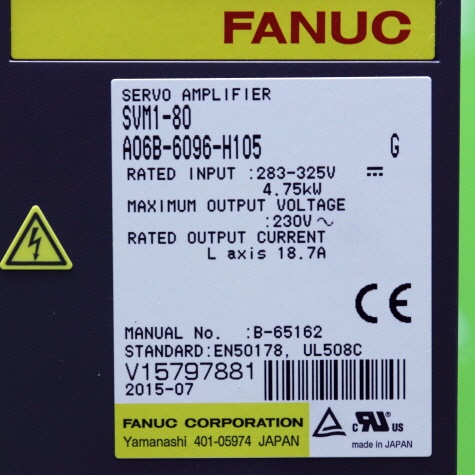 FANUC
SERVO AMPLIFIER
SVM1-80
A06B-6096-H105 G
RATED INPUT :283-325V
4.75kW
MAXIMUM OUTPUT VOLTAGE
:230V~
RATED OUTPUT CURRENT
L axis 18.7A
CE
MANUAL No. :B-65162
STANDARD:EN50178, UL508C
V15797881
2015-07
FANUC CORPORATION
Yamanashi 401-05974 JAPAN
c RU US
made in JAPAN